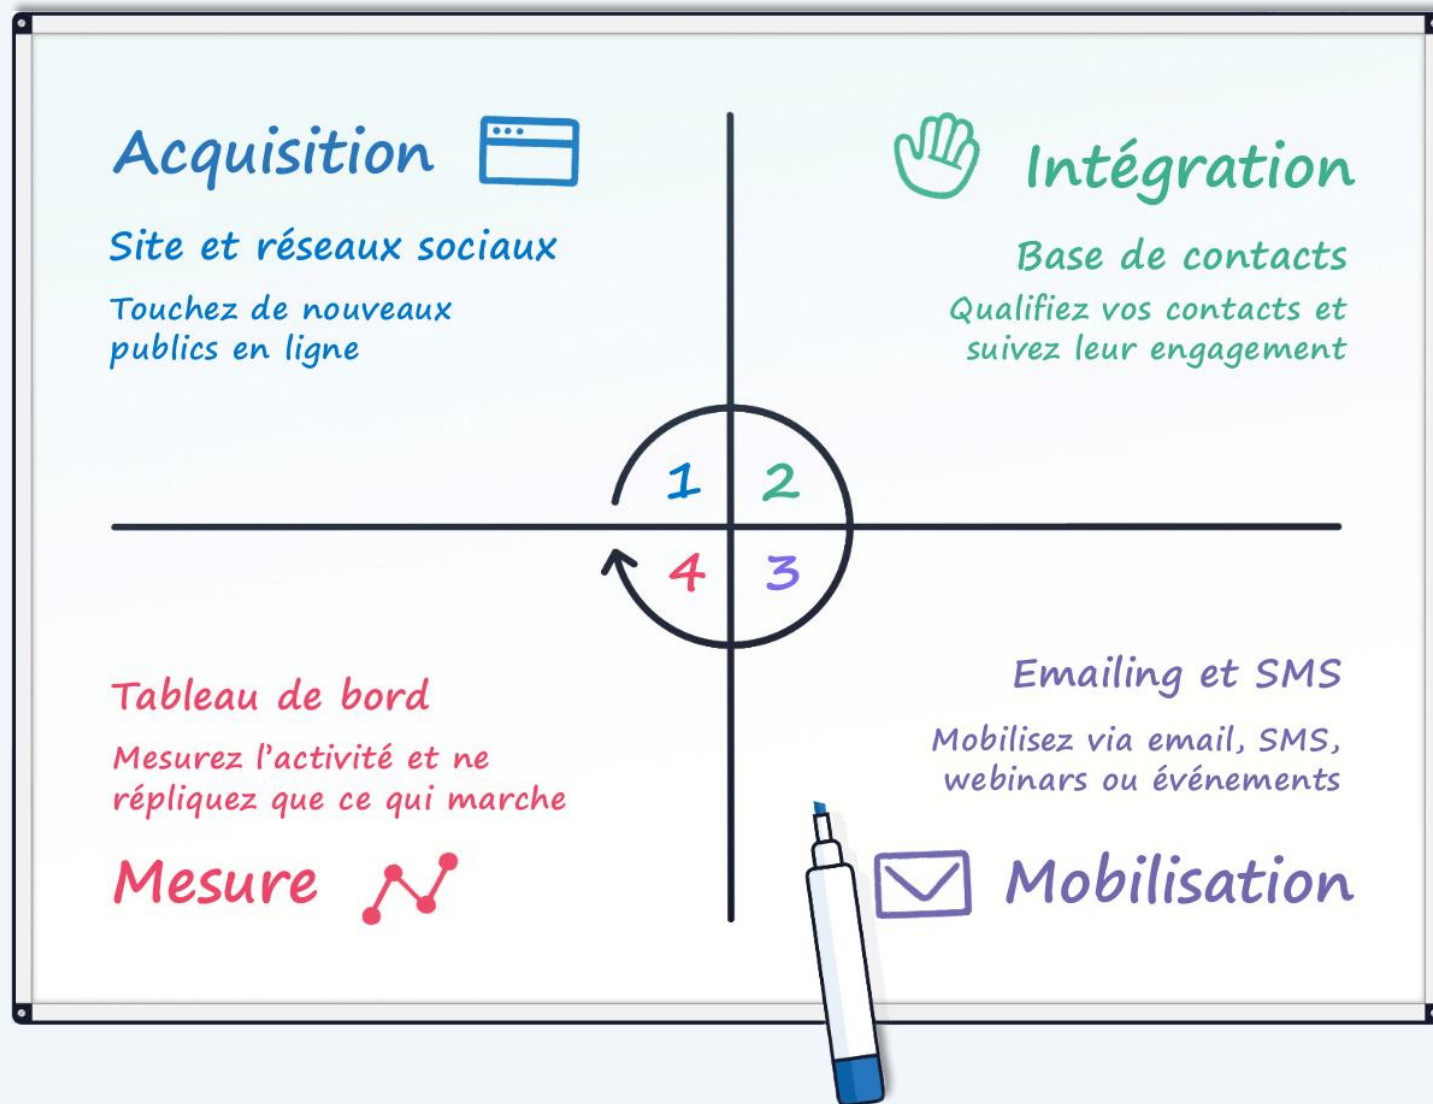 Acquisition
Site et réseaux sociaux
Touchez de nouveaux
publics en ligne
Intégration
Base de contacts
Qualifiez vos contacts et
suivez leur engagement
1
2
4
3
Tableau de bord
Mesurez l'activité et ne
répliquez que ce qui marche
Mesure
Emailing et SMS
Mobilisez via email, SMS,
webinars ou événements
Mobilisation